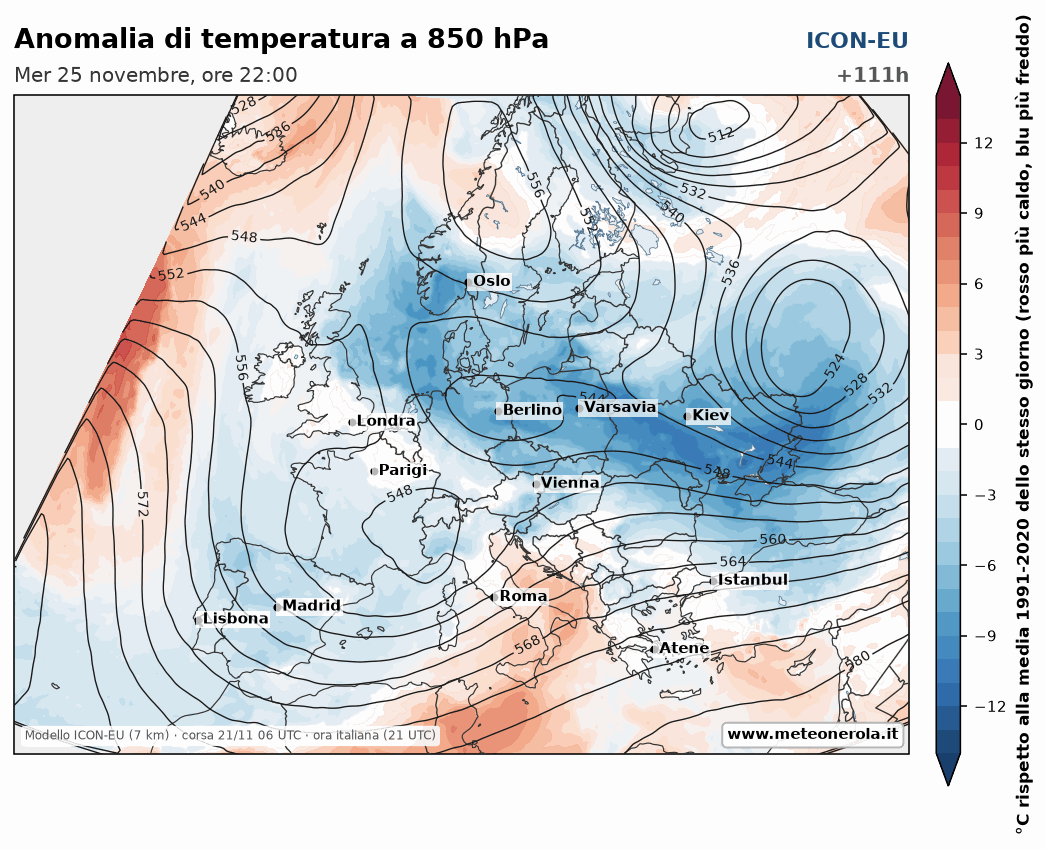 Anomalia di temperatura a 850 hPa
ICON-EU
Mer 25 novembre, ore 22:00
+111h
528
536
540
544
548
552
556
572
512
532
540
536
556
552
524
528
532
Oslo
544
Londra
Berlino
Varsavia
Kiev
Parigi
548
Vienna
548
544
560
564
Istanbul
Roma
Madrid
Lisbona
568
Atene
580
Modello ICON-EU (7 km) · corsa 21/11 06 UTC · ora italiana (21 UTC)
www.meteonerola.it
12
9
6
3
0
−3
−6
−9
−12
°C rispetto alla media 1991-2020 dello stesso giorno (rosso più caldo, blu più freddo)